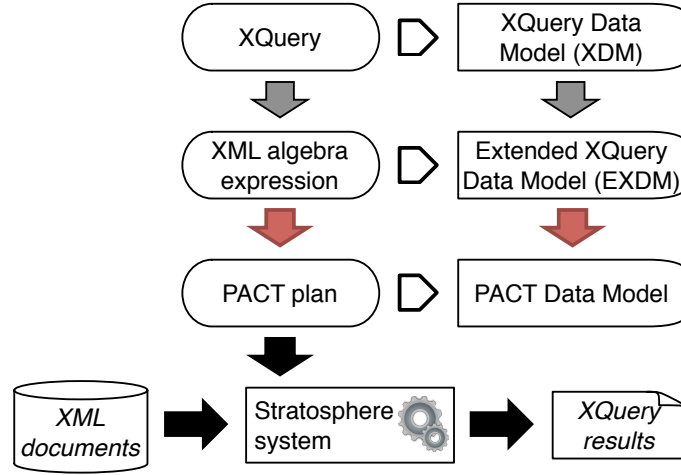 XQuery
XQuery Data
Model (XDM)
XML algebra
expression
Extended XQuery
Data Model (EXDM)
PACT plan
PACT Data Model
XML
documents
Stratosphere
system
XQuery
results